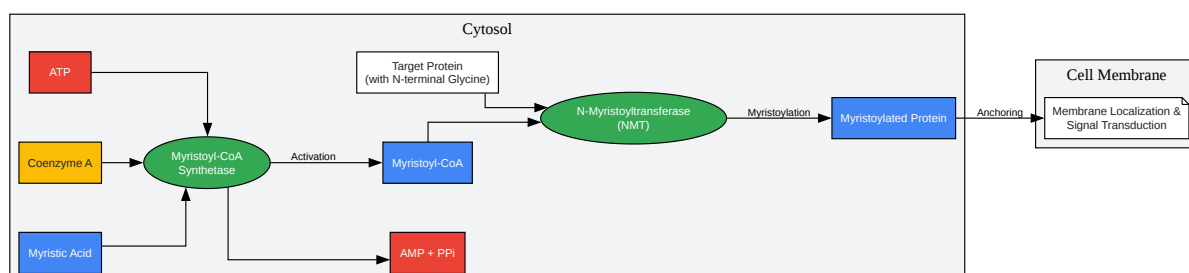 Cytosol
ATP
Target Protein
(with N-terminal Glycine)
Cell Membrane
N-Myristoyltransferase
(NMT)
Myristoylation
Myristoylated Protein
Anchoring
Membrane Localization &
Signal Transduction
Coenzyme A
Myristoyl-CoA
Synthetase
Activation
Myristoyl-CoA
Myristic Acid
AMP + PPi